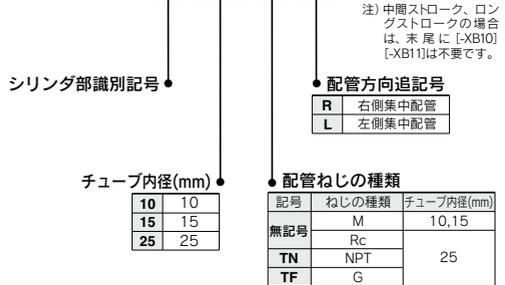 注）中間ストローク、ロン
グストロークの場合
は、末尾に[-XB10]
[-XB11]は不要です。
シリンダ部識別記号
配管方向追記号
R 右側集中配管
L 左側集中配管
チューブ内径(mm)
10 10
15 15
25 25
配管ねじの種類
記号 ねじの種類 チューブ内径(mm)
無記号 M 10,15
Rc 25
TN NPT
TF G